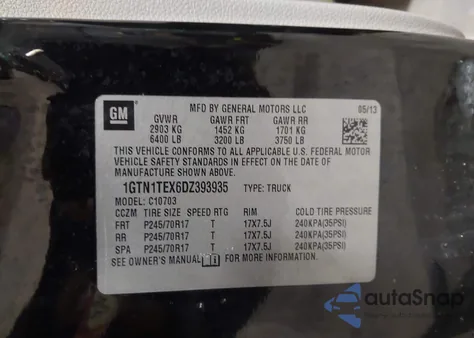 GM
MFD BY GENERAL MOTORS LLC 05/13
GVWR GAWR FRT GAWR RR
2903 KG 1452 KG 1701 KG
6400 LB 3200 LB 3750 LB
THIS VEHICLE CONFORMS TO ALL APPLICABLE U.S. FEDERAL MOTOR
VEHICLE SAFETY STANDARDS IN EFFECT ON THE DATE OF
MANUFACTURE SHOWN ABOVE.
1GTN1TEX6DZ393935 TYPE: TRUCK
MODEL: C10703
CCZM TIRE SIZE SPEED RTG RIM COLD TIRE PRESSURE
FRT P245/70R17 T 17X7.5J 240KPA(35PSI)
RR P245/70R17 T 17X7.5J 240KPA(35PSI)
SPA P245/70R17 T 17X7.5J 240KPA(35PSI)
SEE OWNER'S MANUAL FOR MORE INFORMATION.
autaSnap